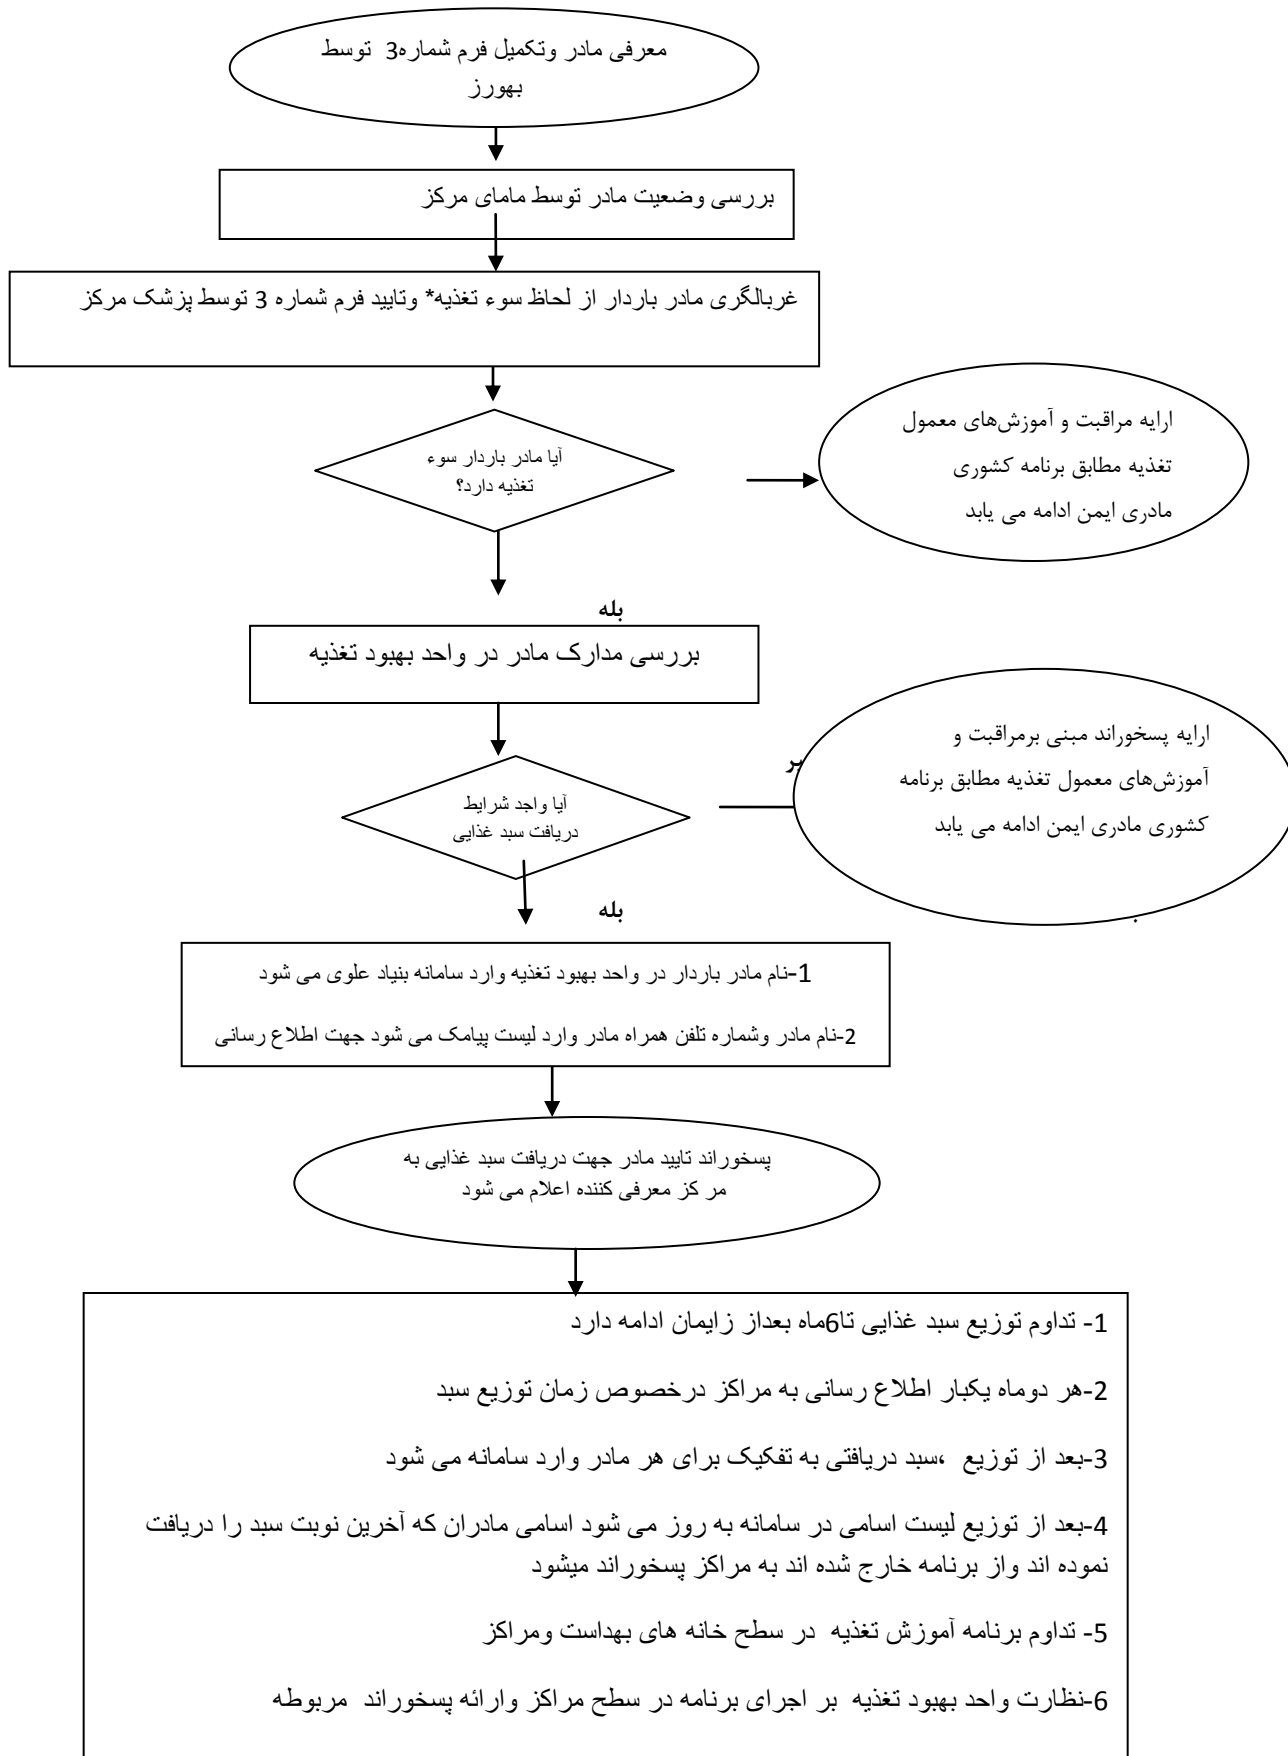 معرفی مادر وتکمیل فرم شماره3 توسط
بهورز
بررسی وضعیت مادر توسط مامای مرکز
غربالگری مادر باردار از لحاظ سوء تغذیه* وتایید فرم شماره 3 توسط پزشک مرکز
آیا مادر باردار سوء
تغذیه دارد؟
ارایه مراقبت و آموزش‌های معمول
تغذیه مطابق برنامه کشوری
مادری ایمن ادامه می یابد
بله
بررسی مدارک مادر در واحد بهبود تغذیه
آیا واجد شرایط
دریافت سبد غذایی
ارایه پسخوراند مبنی برمراقبت و
آموزش‌های معمول تغذیه مطابق برنامه
کشوری مادری ایمن ادامه می یابد
بله
1-نام مادر باردار در واحد بهبود تغذیه وارد سامانه بنیاد علوی می شود
2-نام مادر وشماره تلفن همراه مادر وارد لیست پیامک می شود جهت اطلاع رسانی
پسخوراند تایید مادر جهت دریافت سبد غذایی به
مر کز معرفی کننده اعلام می شود
1- تداوم توزیع سبد غذایی تا6ماه بعداز زایمان ادامه دارد
2-هر دوماه یکبار اطلاع رسانی به مراکز درخصوص زمان توزیع سبد
3-بعد از توزیع ،سبد دریافتی به تفکیک برای هر مادر وارد سامانه می شود
4-بعد از توزیع لیست اسامی در سامانه به روز می شود اسامی مادران که آخرین نوبت سبد را دریافت
نموده اند واز برنامه خارج شده اند به مراکز پسخوراند میشود
5- تداوم برنامه آموزش تغذیه در سطح خانه های بهداست ومراکز
6-نظارت واحد بهبود تغذیه بر اجرای برنامه در سطح مراکز وارائه پسخوراند مربوطه